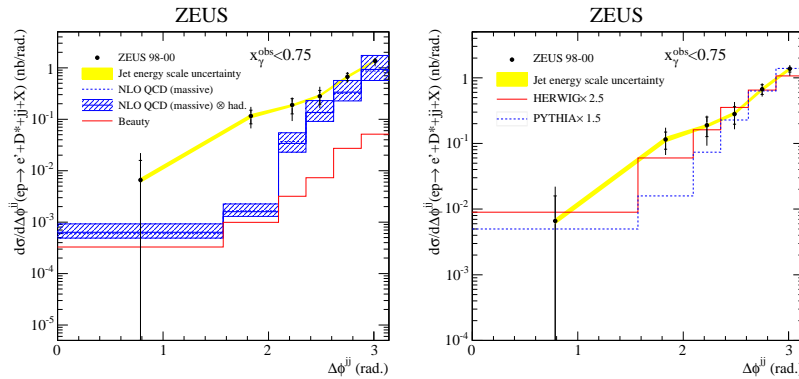 ZEUS
dσ/dΔϕ^jj(ep→ e'+D*+jj+X) (nb/rad.)
x_γ^obs<0.75
ZEUS 98-00
Jet energy scale uncertainty
NLO QCD (massive)
NLO QCD (massive) ⊗ had.
Beauty
1
10^-1
10^-2
10^-3
10^-4
10^-5
0 1 2 3
Δϕ^jj (rad.)
ZEUS
dσ/dΔϕ^jj(ep→ e'+D*+jj+X) (nb/rad.)
x_γ^obs<0.75
ZEUS 98-00
Jet energy scale uncertainty
HERWIG× 2.5
PYTHIA× 1.5
1
10^-1
10^-2
10^-3
10^-4
0 1 2 3
Δϕ^jj (rad.)